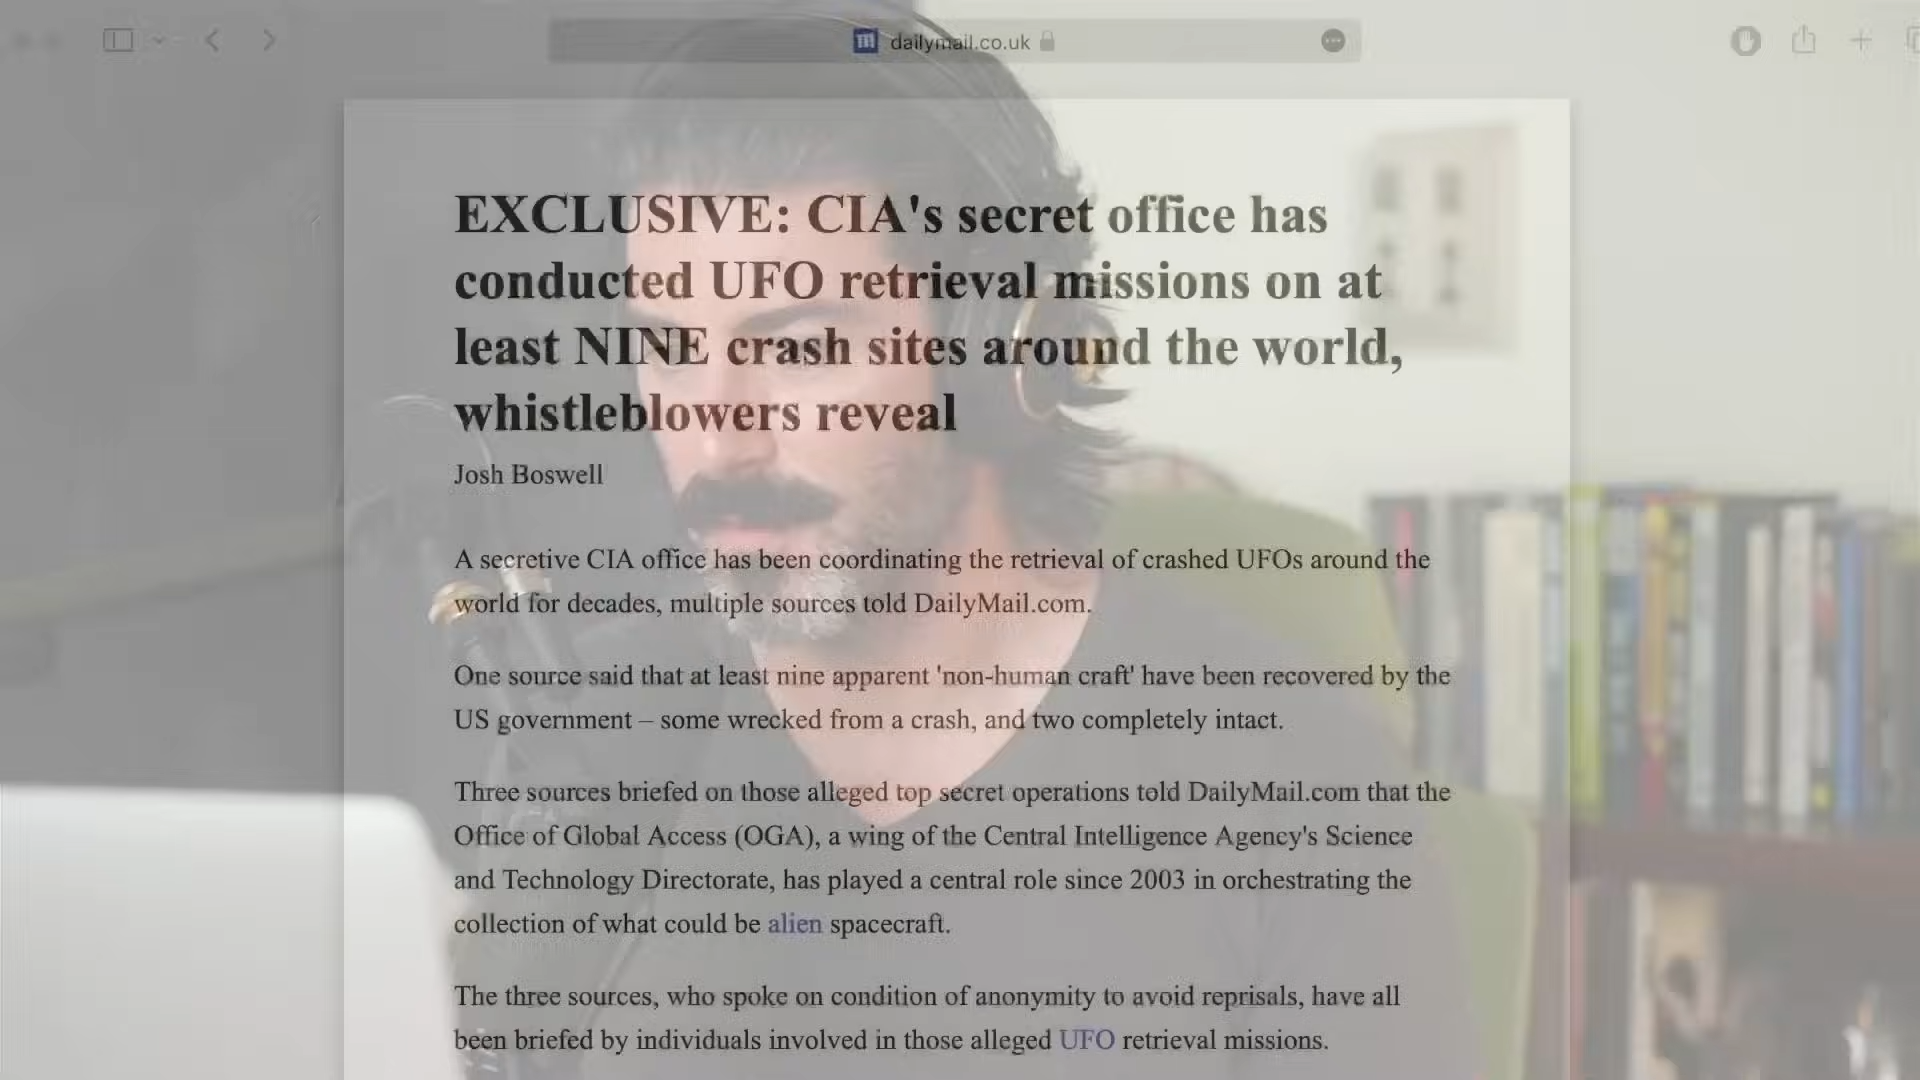 dailymail.co.uk
EXCLUSIVE: CIA's secret office has
conducted UFO retrieval missions on at
least NINE crash sites around the world,
whistleblowers reveal
Josh Boswell
A secretive CIA office has been coordinating the retrieval of crashed UFOs around the
world for decades, multiple sources told DailyMail.com.
One source said that at least nine apparent 'non-human craft' have been recovered by the
US government – some wrecked from a crash, and two completely intact.
Three sources briefed on those alleged top secret operations told DailyMail.com that the
Office of Global Access (OGA), a wing of the Central Intelligence Agency's Science
and Technology Directorate, has played a central role since 2003 in orchestrating the
collection of what could be alien spacecraft.
The three sources, who spoke on condition of anonymity to avoid reprisals, have all
been briefed by individuals involved in those alleged UFO retrieval missions.